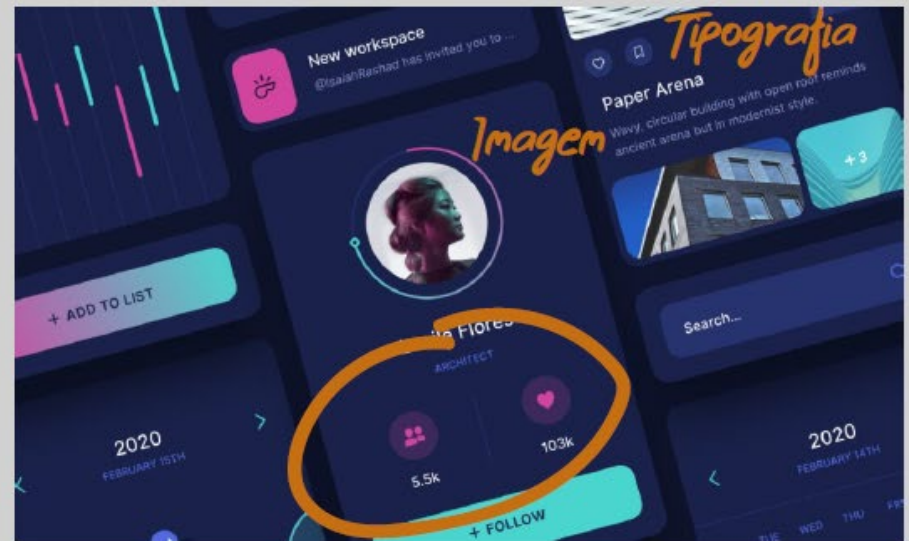 New workspace
@IsaiahRashad has invited you to ...
Tipografia
Paper Arena
Wavy, circular building with open roof reminds
ancient arena but in modernist style.
+3
Imagem
+ ADD TO LIST
Flores
ARCHITECT
5.5k
103k
+ FOLLOW
Search...
2020
FEBRUARY 15TH
2020
FEBRUARY 14TH
TUE WED THU